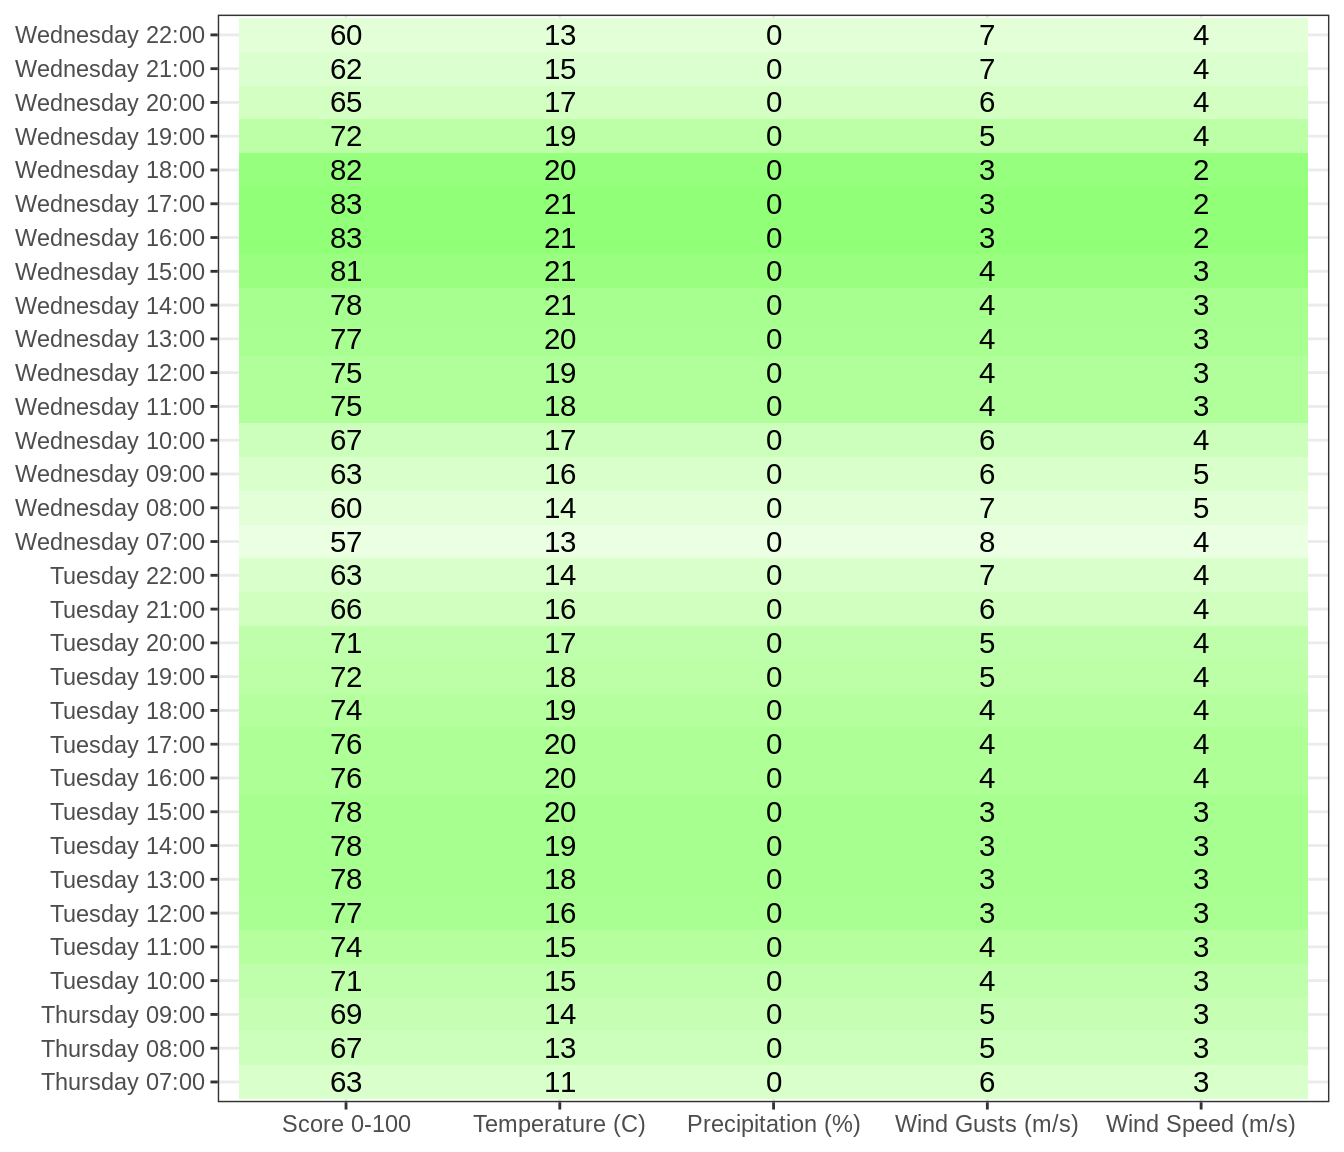 Wednesday 22:00 60 13 0 7 4
Wednesday 21:00 62 15 0 7 4
Wednesday 20:00 65 17 0 6 4
Wednesday 19:00 72 19 0 5 4
Wednesday 18:00 82 20 0 3 2
Wednesday 17:00 83 21 0 3 2
Wednesday 16:00 83 21 0 3 2
Wednesday 15:00 81 21 0 4 3
Wednesday 14:00 78 21 0 4 3
Wednesday 13:00 77 20 0 4 3
Wednesday 12:00 75 19 0 4 3
Wednesday 11:00 75 18 0 4 3
Wednesday 10:00 67 17 0 6 4
Wednesday 09:00 63 16 0 6 5
Wednesday 08:00 60 14 0 7 5
Wednesday 07:00 57 13 0 8 4
Tuesday 22:00 63 14 0 7 4
Tuesday 21:00 66 16 0 6 4
Tuesday 20:00 71 17 0 5 4
Tuesday 19:00 72 18 0 5 4
Tuesday 18:00 74 19 0 4 4
Tuesday 17:00 76 20 0 4 4
Tuesday 16:00 76 20 0 4 4
Tuesday 15:00 78 20 0 3 3
Tuesday 14:00 78 19 0 3 3
Tuesday 13:00 78 18 0 3 3
Tuesday 12:00 77 16 0 3 3
Tuesday 11:00 74 15 0 4 3
Tuesday 10:00 71 15 0 4 3
Thursday 09:00 69 14 0 5 3
Thursday 08:00 67 13 0 5 3
Thursday 07:00 63 11 0 6 3
Score 0-100 Temperature (C) Precipitation (%) Wind Gusts (m/s) Wind Speed (m/s)